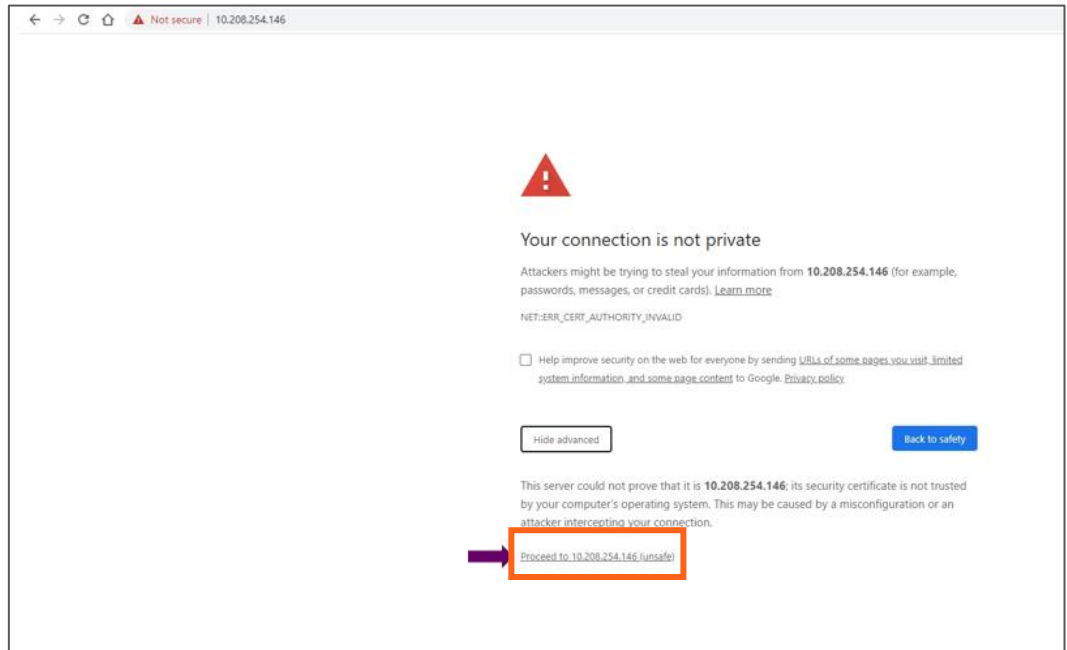 Not secure | 10.208.254.146
Your connection is not private
Attackers might be trying to steal your information from 10.208.254.146 (for example,
passwords, messages, or credit cards). Learn more
NET::ERR_CERT_AUTHORITY_INVALID
Help improve security on the web for everyone by sending URLs of some pages you visit, limited
system information, and some page content to Google. Privacy policy
Hide advanced
Back to safety
This server could not prove that it is 10.208.254.146; its security certificate is not trusted
by your computer's operating system. This may be caused by a misconfiguration or an
attacker intercepting your connection.
Proceed to 10.208.254.146 (unsafe)